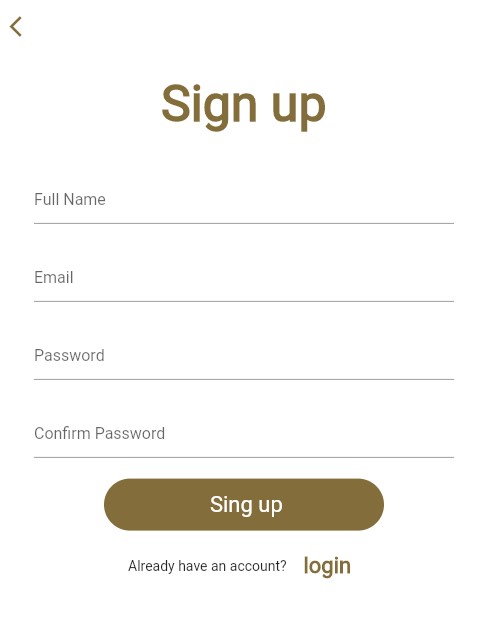 Sign up
Full Name
Email
Password
Confirm Password
Sing up
Already have an account? login